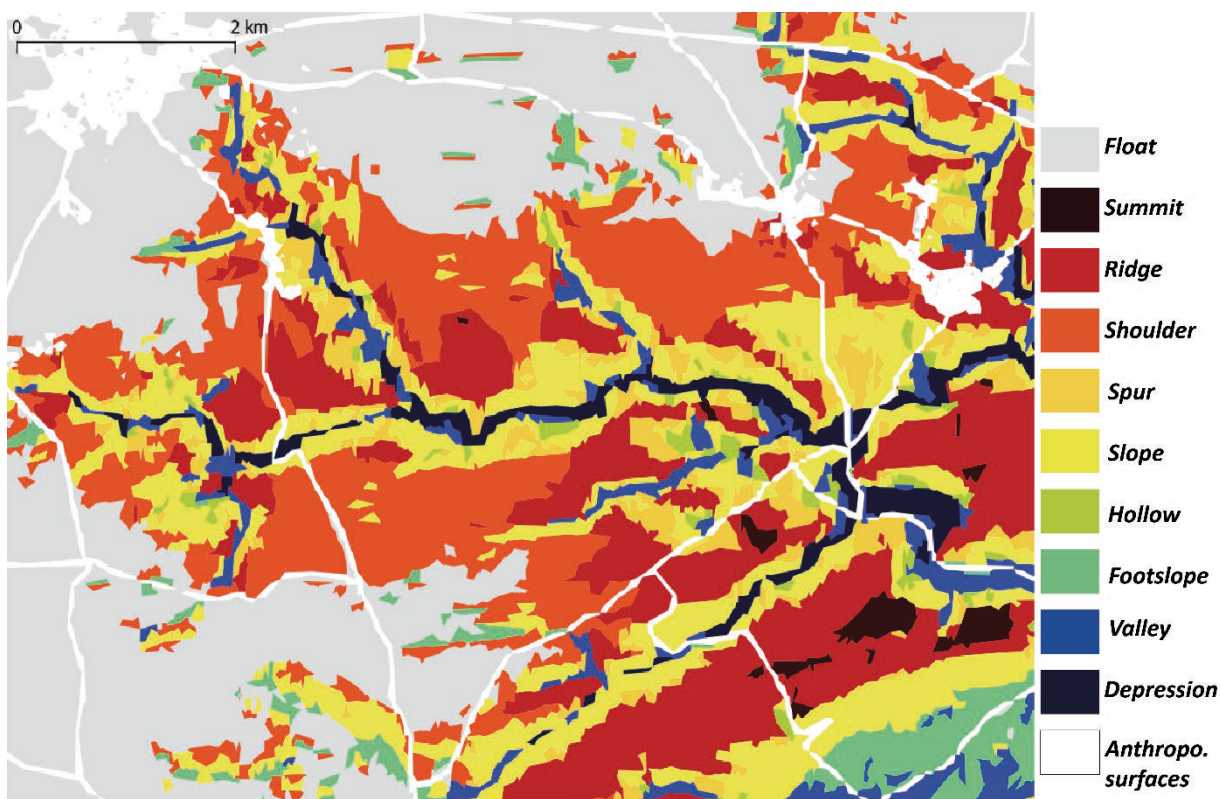 0 2 km
Float
Summit
Ridge
Shoulder
Spur
Slope
Hollow
Footslope
Valley
Depression
Anthropo.
surfaces